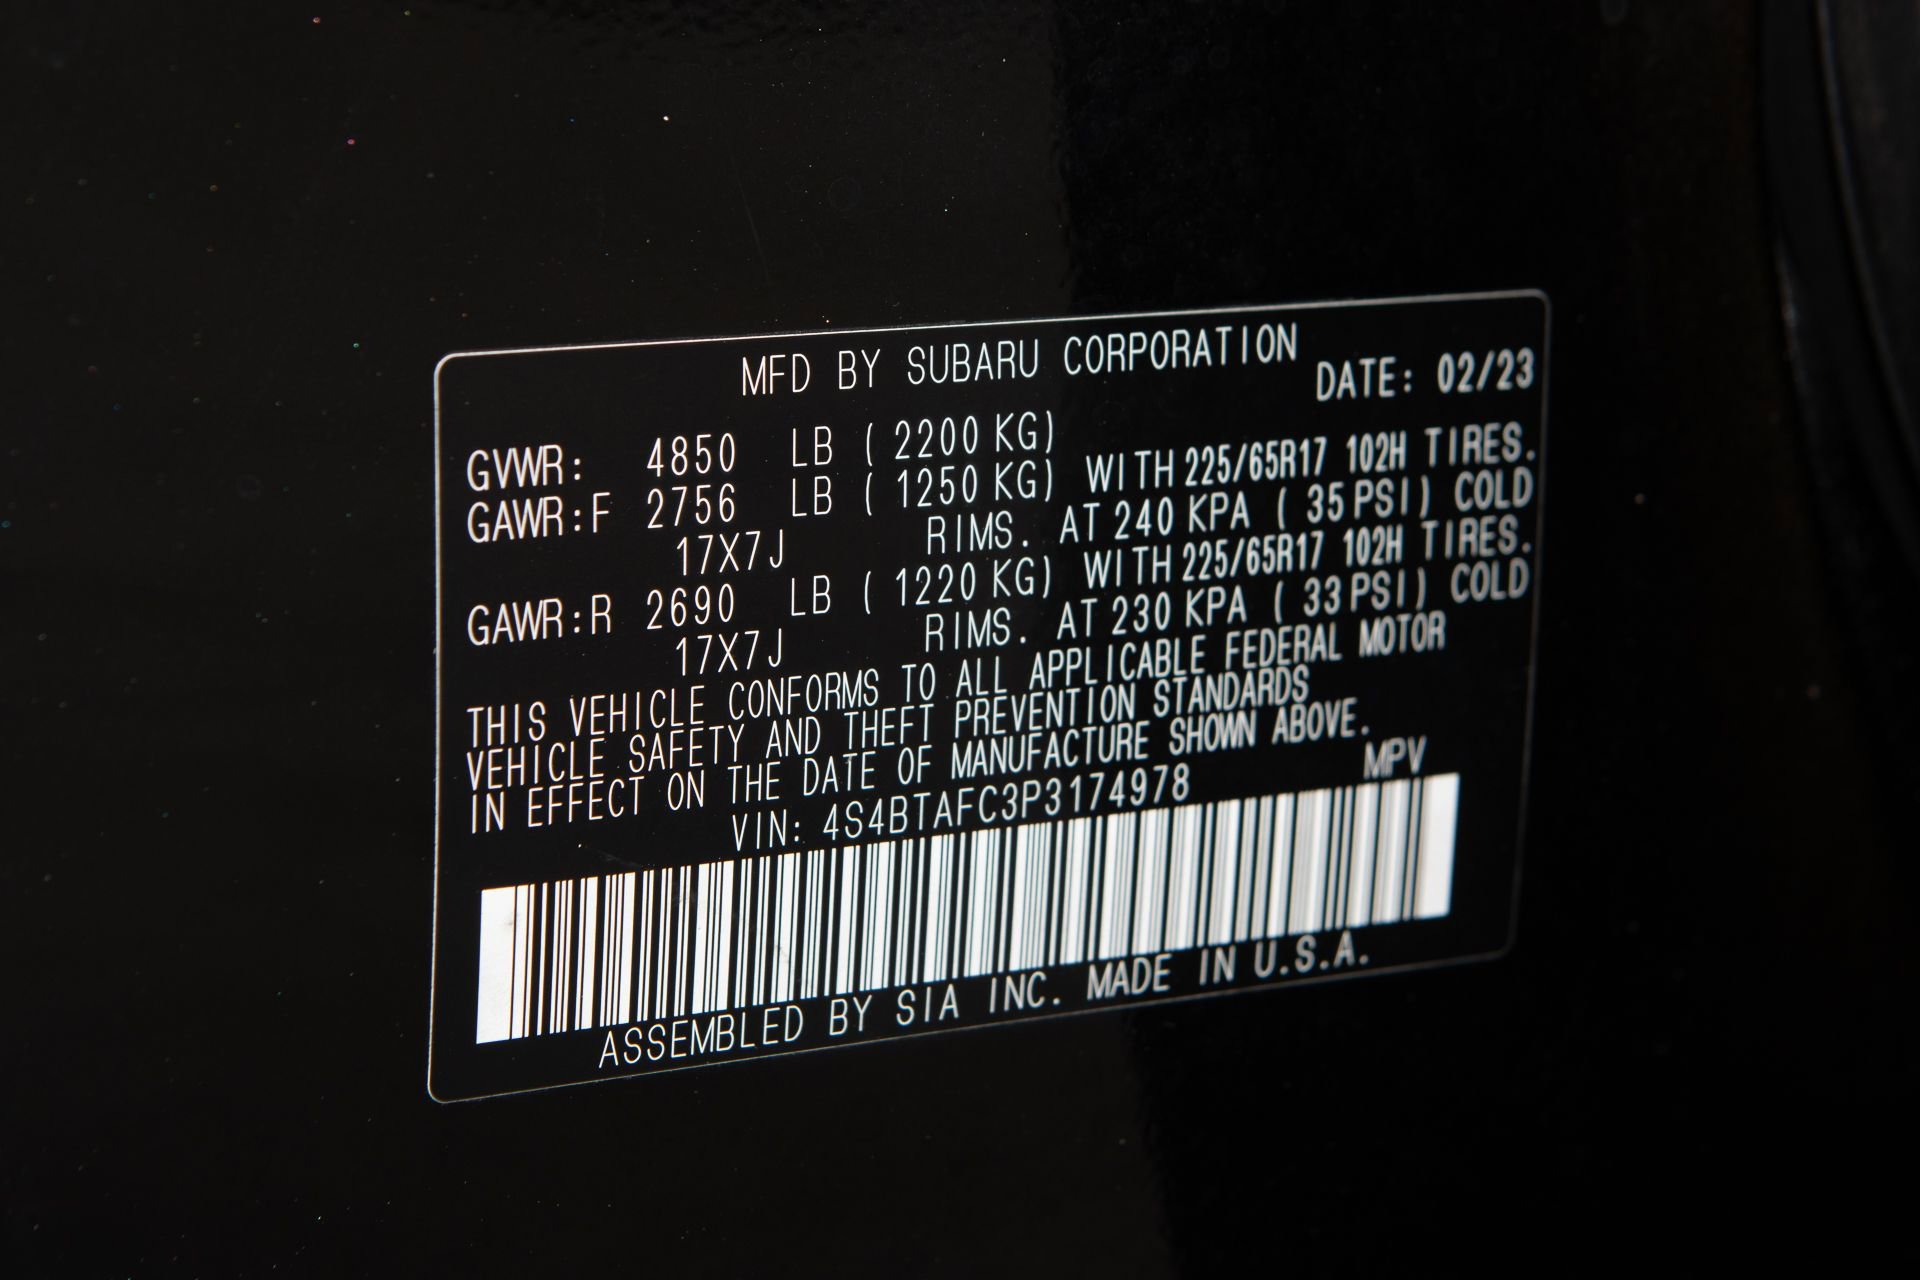 MFD BY SUBARU CORPORATION
DATE: 02/23
GVWR: 4850 LB ( 2200 KG)
GAWR:F 2756 LB ( 1250 KG) WITH 225/65R17 102H TIRES.
17X7J RIMS. AT 240 KPA ( 35 PSI) COLD
GAWR:R 2690 LB ( 1220 KG) WITH 225/65R17 102H TIRES.
17X7J RIMS. AT 230 KPA ( 33 PSI) COLD
THIS VEHICLE CONFORMS TO ALL APPLICABLE FEDERAL MOTOR
VEHICLE SAFETY AND THEFT PREVENTION STANDARDS
IN EFFECT ON THE DATE OF MANUFACTURE SHOWN ABOVE.
VIN: 4S4BTAFC3P3174978 MPV
ASSEMBLED BY SIA INC. MADE IN U.S.A.